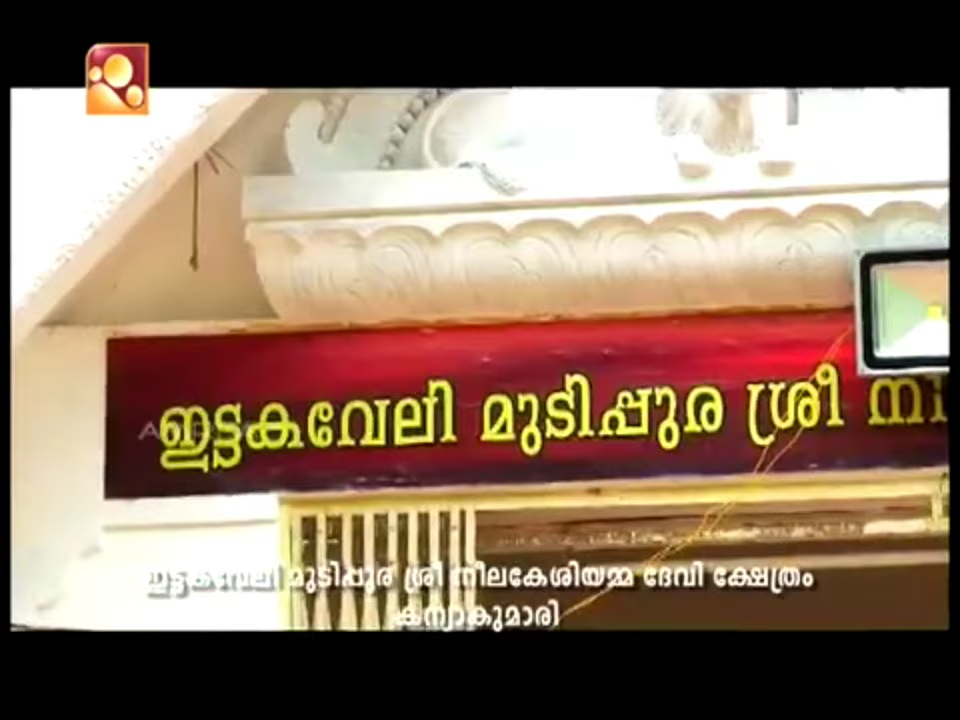 ഇട്ടകവേലി മുടിപ്പുര ശ്രീ
ഇട്ടകവേലി മുടിപ്പുര ശ്രീ നീലകേശിയമ്മ ദേവി ക്ഷേത്രം
കന്യാകുമാരി